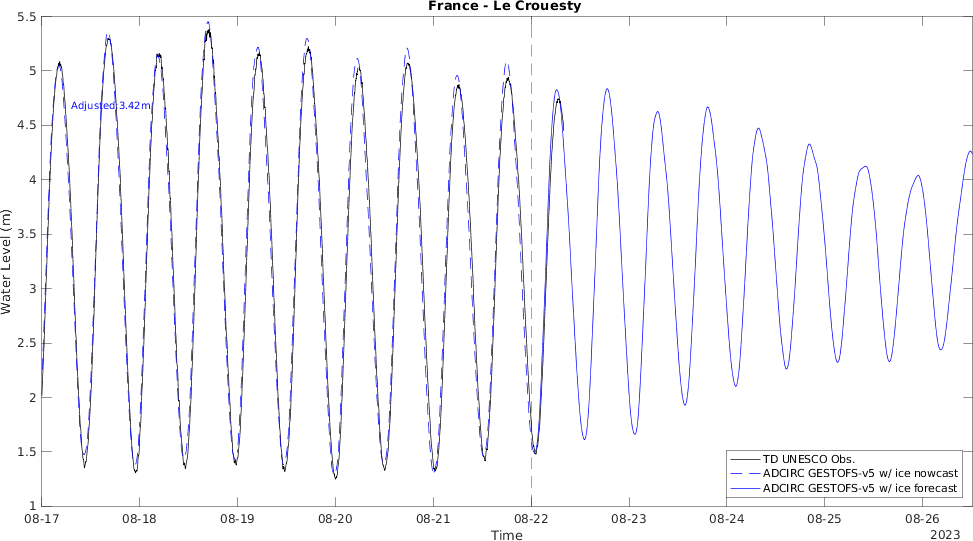 France - Le Crouesty
5.5
5
4.5
4
3.5
3
2.5
2
1.5
1
Water Level (m)
Adjusted:3.42m
TD UNESCO Obs.
ADCIRC GESTOFS-v5 w/ ice nowcast
ADCIRC GESTOFS-v5 w/ ice forecast
08-17 08-18 08-19 08-20 08-21 08-22 08-23 08-24 08-25 08-26
Time
2023